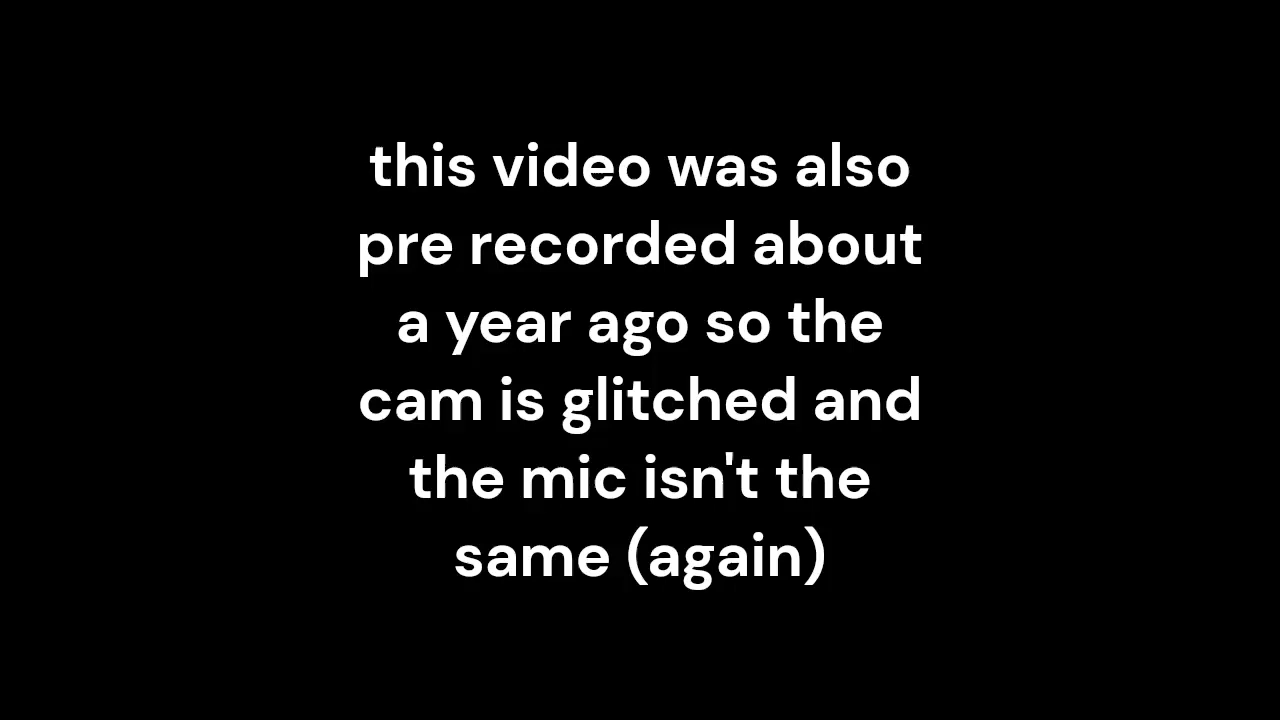 this video was also
pre recorded about
a year ago so the
cam is glitched and
the mic isn't the
same (again)